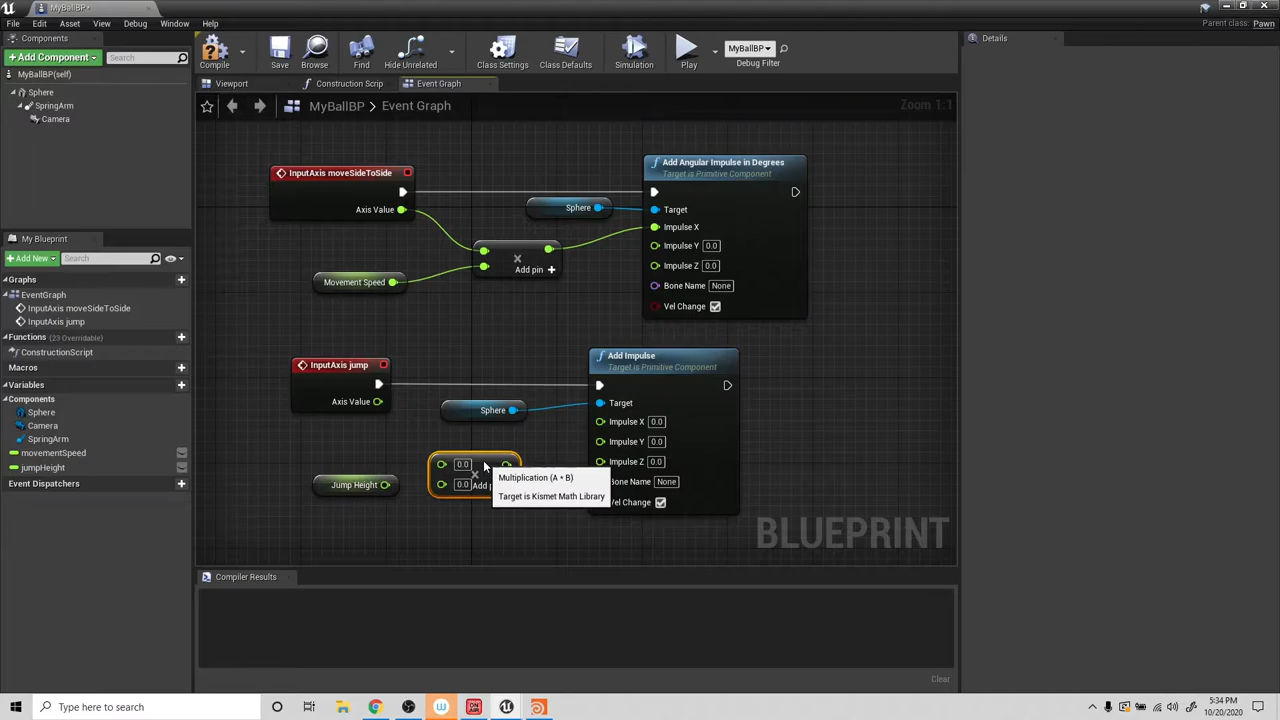 MyBallBP*
File Edit Asset View Debug Window Help
Parent class: Pawn
Components
+Add Component Search
MyBallBP(self)
Sphere
SpringArm
Camera
Compile Save Browse Find Hide Unrelated Class Settings Class Defaults Simulation Play
MyBallBP
Debug Filter
Details
Viewport Construction Scrip Event Graph
MyBallBP > Event Graph
Zoom 1:1
My Blueprint
+Add New Search
Graphs
EventGraph
InputAxis moveSideToSide
InputAxis jump
Functions (23 Overridable)
ConstructionScript
Macros
Variables
Components
Sphere
Camera
SpringArm
movementSpeed
jumpHeight
Event Dispatchers
InputAxis moveSideToSide
Axis Value
Movement Speed
Add pin
Sphere
Add Angular Impulse in Degrees
Target is Primitive Component
Target
Impulse X
Impulse Y 0.0
Impulse Z 0.0
Bone Name None
Vel Change
InputAxis jump
Axis Value
Sphere
Jump Height
0.0
0.0 Add p
Multiplication (A * B)
Target is Kismet Math Library
Add Impulse
Target is Primitive Component
Target
Impulse X 0.0
Impulse Y 0.0
Impulse Z 0.0
one Name None
el Change
BLUEPRINT
Compiler Results
Clear
Type here to search
5:34 PM
10/20/2020